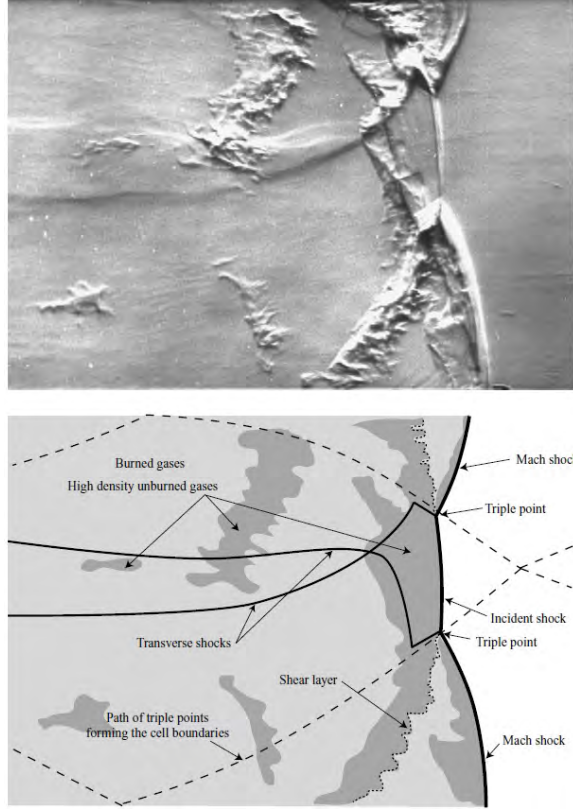 Burned gases
High density unburned gases
Mach shock
Triple point
Incident shock
Transverse shocks
Triple point
Shear layer
Path of triple points
forming the cell boundaries
Mach shock